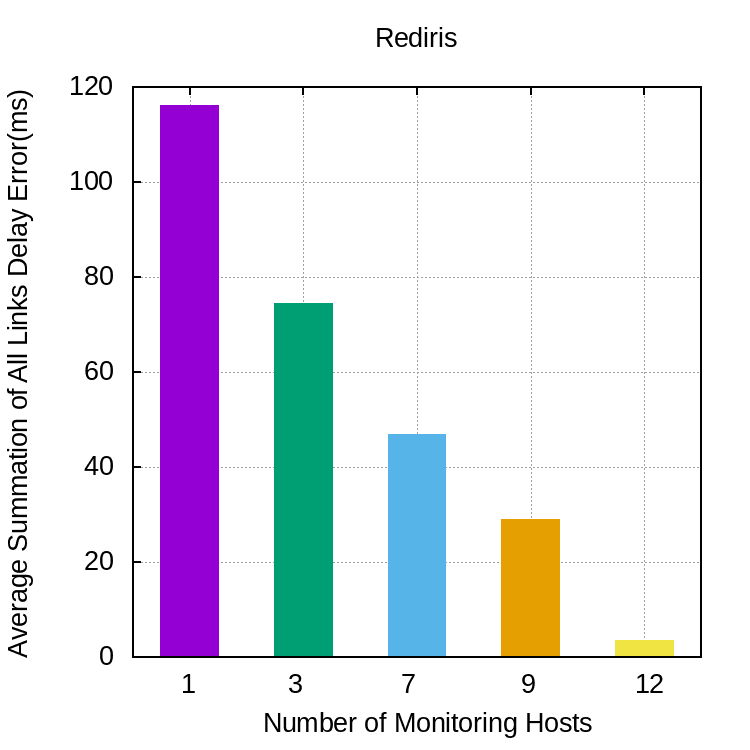 Rediris
Average Summation of All Links Delay Error(ms)
120
100
80
60
40
20
0
1 3 7 9 12
Number of Monitoring Hosts